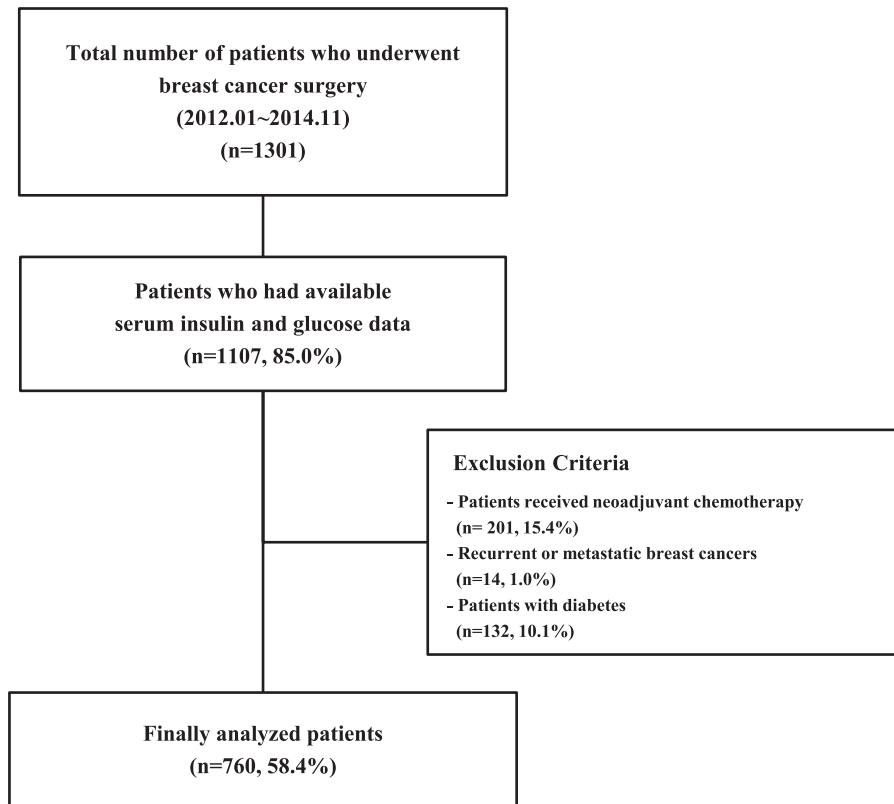 Total number of patients who underwent
breast cancer surgery
(2012.01~2014.11)
(n=1301)
Patients who had available
serum insulin and glucose data
(n=1107, 85.0%)
Exclusion Criteria
- Patients received neoadjuvant chemotherapy
(n= 201, 15.4%)
- Recurrent or metastatic breast cancers
(n=14, 1.0%)
- Patients with diabetes
(n=132, 10.1%)
Finally analyzed patients
(n=760, 58.4%)